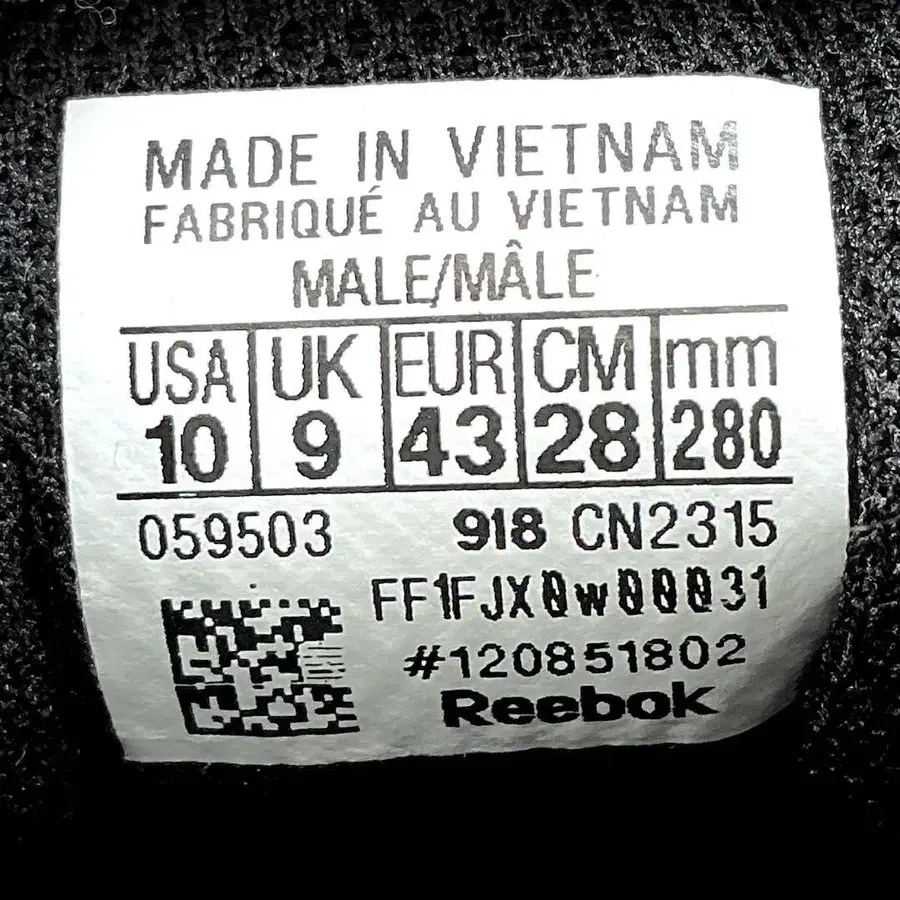 MADE IN VIETNAM
FABRIQUÉ AU VIETNAM
MALE/MÂLE
USA UK EUR CM mm
10 9 43 28 280
059503 918 CN2315
FF1FJX0w00031
#120851802
Reebok